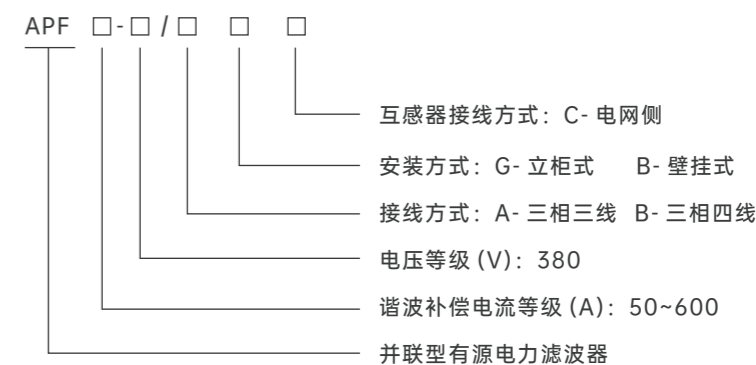 APF □-□/□ □ □
互感器接线方式：C- 电网侧
安装方式：G- 立柜式 B- 壁挂式
接线方式：A- 三相三线 B- 三相四线
电压等级 (V)：380
谐波补偿电流等级 (A)：50~600
并联型有源电力滤波器